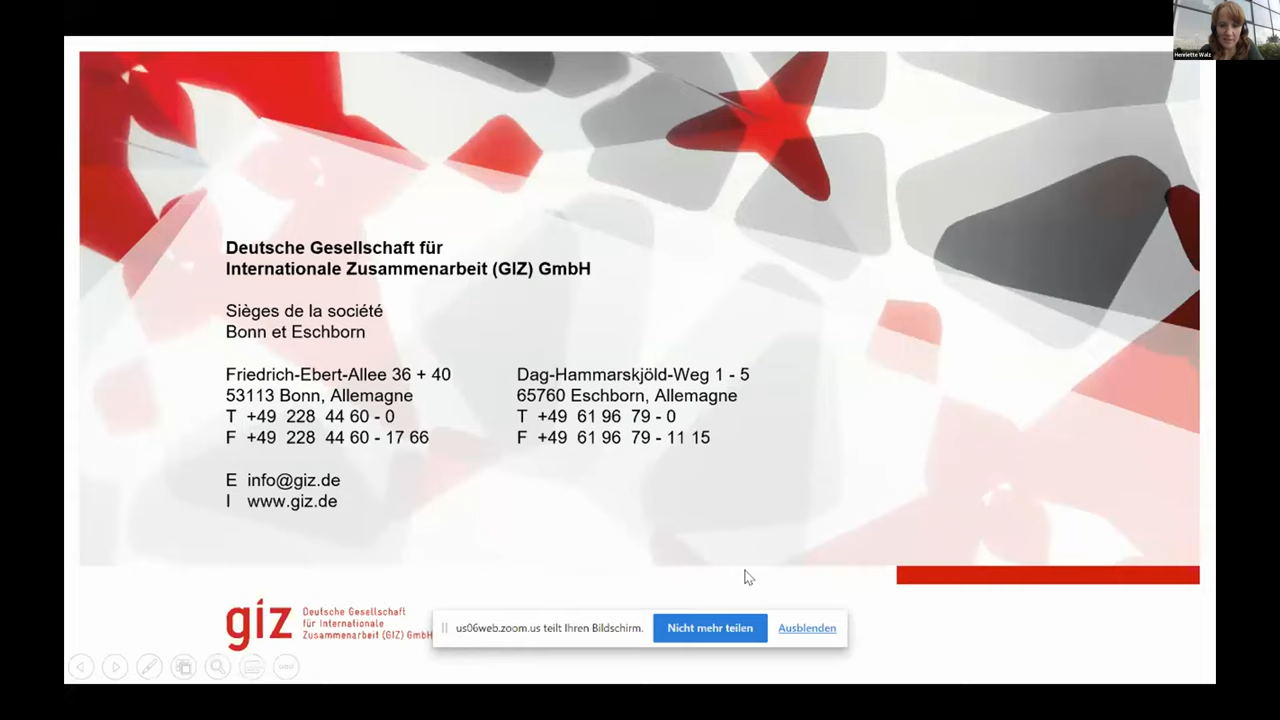 Henriette Walz
Deutsche Gesellschaft für
Internationale Zusammenarbeit (GIZ) GmbH
Sièges de la société
Bonn et Eschborn
Friedrich-Ebert-Allee 36 + 40
53113 Bonn, Allemagne
T +49 228 44 60 - 0
F +49 228 44 60 - 17 66
E info@giz.de
I www.giz.de
Dag-Hammarskjöld-Weg 1 - 5
65760 Eschborn, Allemagne
T +49 61 96 79 - 0
F +49 61 96 79 - 11 15
giz
Deutsche Gesellschaft
für Internationale
Zusammenarbeit (GIZ) GmbH
us06web.zoom.us teilt Ihren Bildschirm.
Nicht mehr teilen
Ausblenden